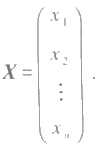 X = ( x₁
x₂
⋮
xₙ ) .